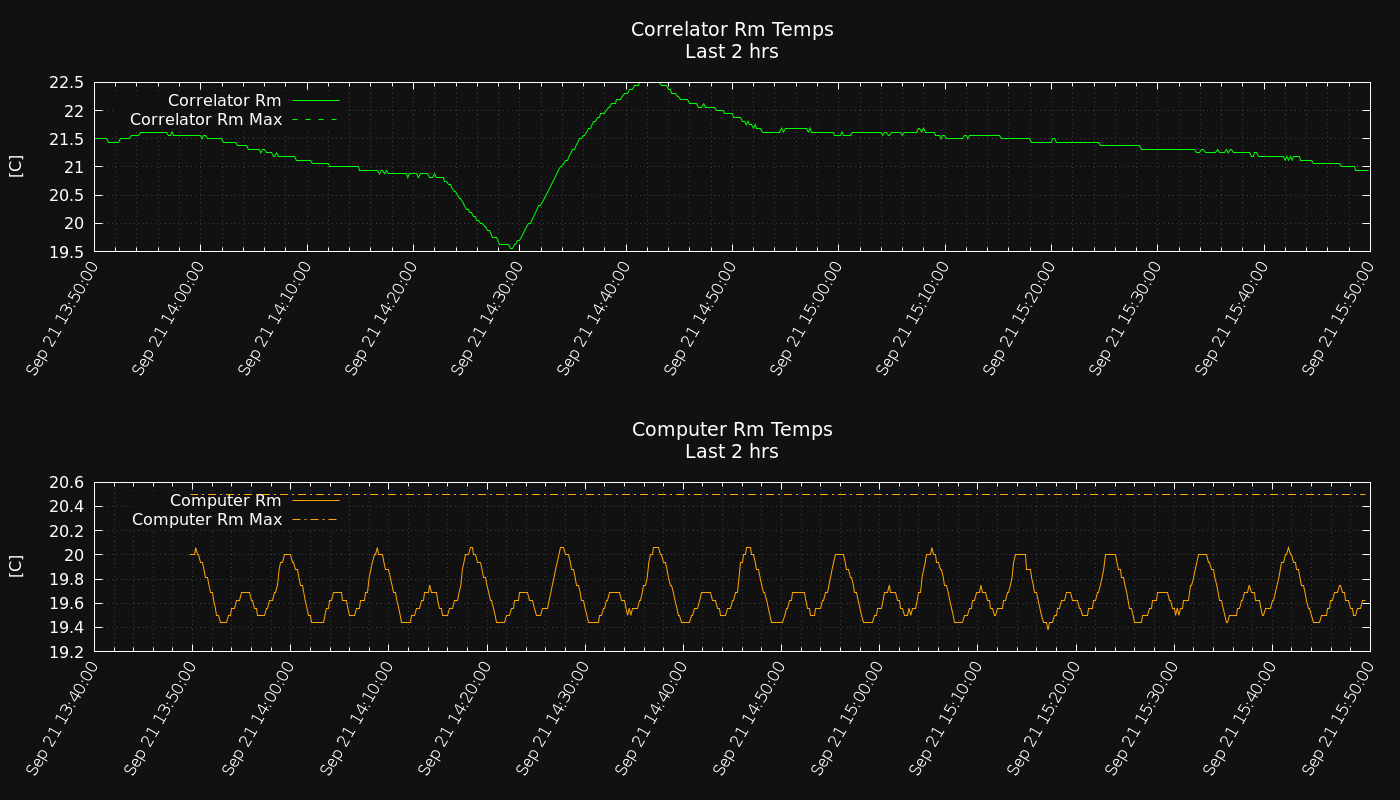 Correlator Rm Temps
Last 2 hrs
[C]
22.5
22
21.5
21
20.5
20
19.5
Correlator Rm
Correlator Rm Max
Sep 21 13:50:00
Sep 21 14:00:00
Sep 21 14:10:00
Sep 21 14:20:00
Sep 21 14:30:00
Sep 21 14:40:00
Sep 21 14:50:00
Sep 21 15:00:00
Sep 21 15:10:00
Sep 21 15:20:00
Sep 21 15:30:00
Sep 21 15:40:00
Sep 21 15:50:00
Computer Rm Temps
Last 2 hrs
[C]
20.6
20.4
20.2
20
19.8
19.6
19.4
19.2
Computer Rm
Computer Rm Max
Sep 21 13:40:00
Sep 21 13:50:00
Sep 21 14:00:00
Sep 21 14:10:00
Sep 21 14:20:00
Sep 21 14:30:00
Sep 21 14:40:00
Sep 21 14:50:00
Sep 21 15:00:00
Sep 21 15:10:00
Sep 21 15:20:00
Sep 21 15:30:00
Sep 21 15:40:00
Sep 21 15:50:00